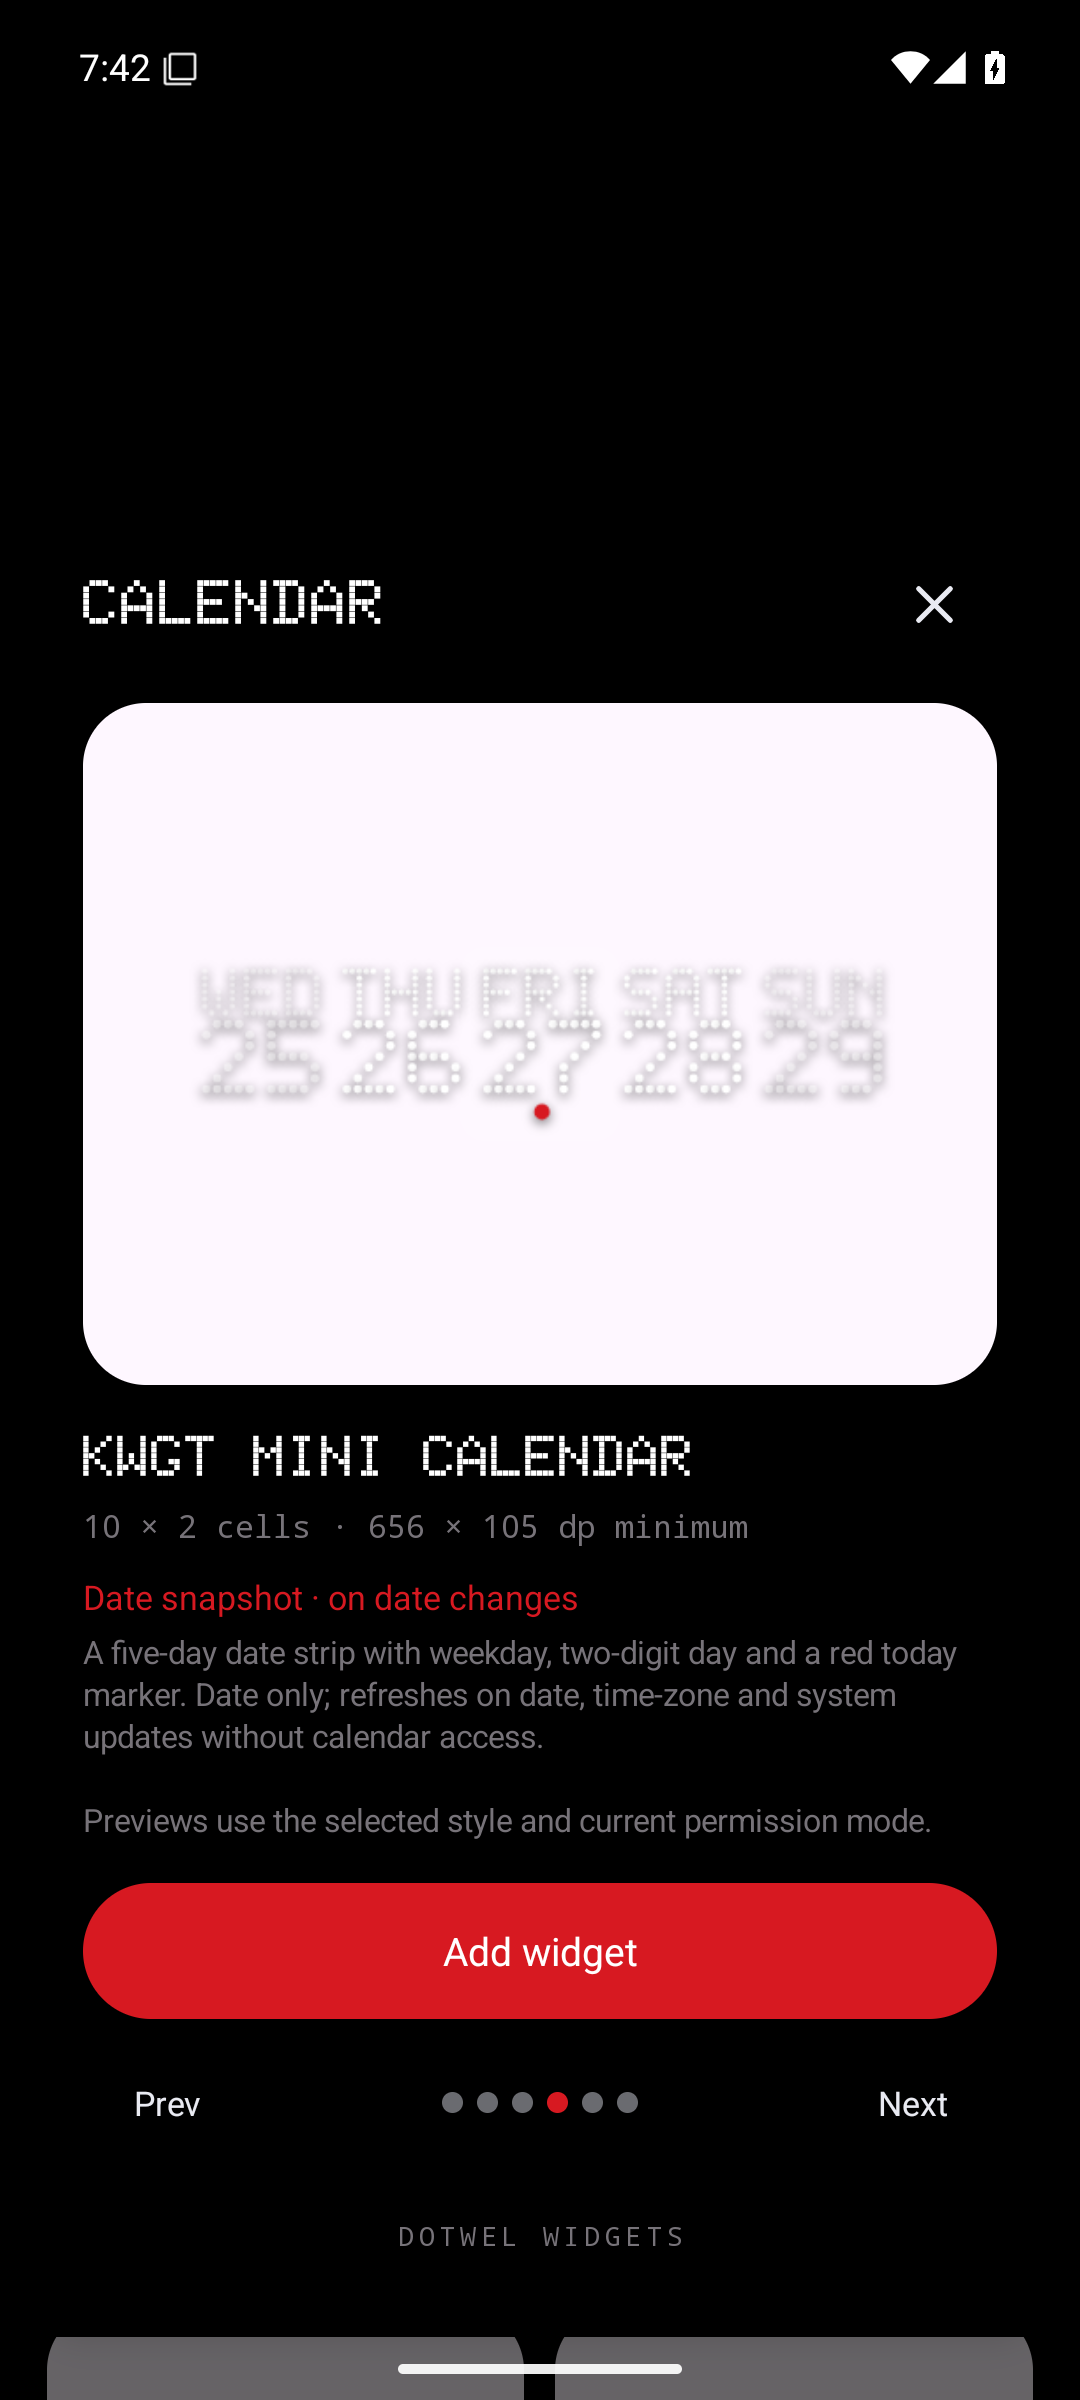 7:42
CALENDAR
WED THU FRI SAT SUN
25 26 27 28 29
KWGT MINI CALENDAR
10 × 2 cells · 656 × 105 dp minimum
Date snapshot · on date changes
A five-day date strip with weekday, two-digit day and a red today
marker. Date only; refreshes on date, time-zone and system
updates without calendar access.
Previews use the selected style and current permission mode.
Add widget
Prev
Next
DOTWEL WIDGETS